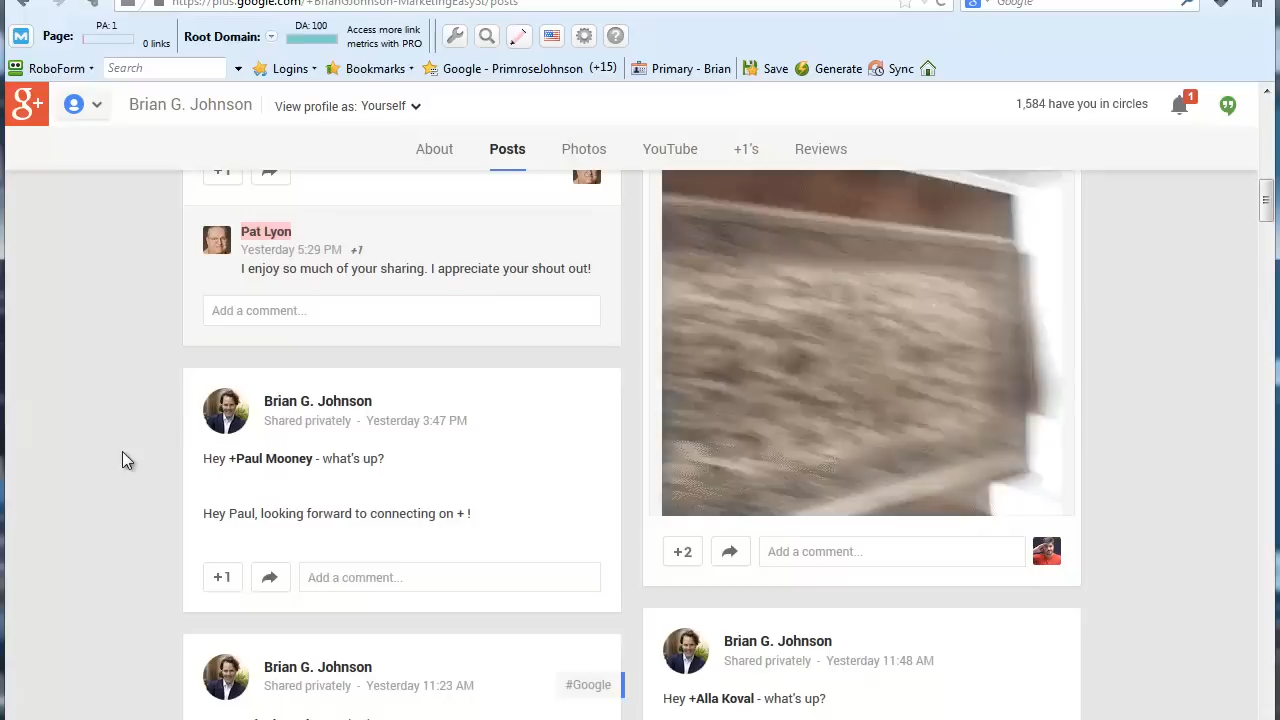 https://plus.google.com/+BrianGJohnson-MarketingEasySt/posts
Google
PA: 1
DA: 100
Page:
0 links
Root Domain:
Access more link
metrics with PRO
RoboForm
Search
Logins
Bookmarks
Google - PrimroseJohnson (+15)
Primary - Brian
Save
Generate
Sync
g+
Brian G. Johnson
View profile as: Yourself
1,584 have you in circles
1
About
Posts
Photos
YouTube
+1's
Reviews
+1
Pat Lyon
Yesterday 5:29 PM +1
I enjoy so much of your sharing. I appreciate your shout out!
Add a comment...
Brian G. Johnson
Shared privately - Yesterday 3:47 PM
Hey +Paul Mooney - what's up?
Hey Paul, looking forward to connecting on + !
+1
Add a comment...
Brian G. Johnson
Shared privately - Yesterday 11:23 AM
#Google
+2
Add a comment...
Brian G. Johnson
Shared privately - Yesterday 11:48 AM
Hey +Alla Koval - what's up?